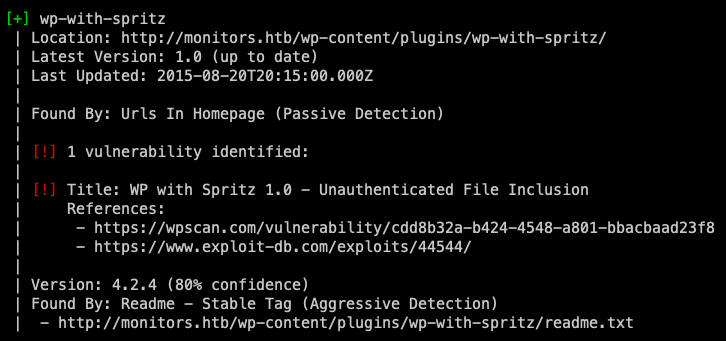 [+] wp-with-spritz
| Location: http://monitors.htb/wp-content/plugins/wp-with-spritz/
| Latest Version: 1.0 (up to date)
| Last Updated: 2015-08-20T20:15:00.000Z
|
| Found By: Urls In Homepage (Passive Detection)
|
| [!] 1 vulnerability identified:
|
| [!] Title: WP with Spritz 1.0 - Unauthenticated File Inclusion
|     References:
|      - https://wpscan.com/vulnerability/cdd8b32a-b424-4548-a801-bbacbaad23f8
|      - https://www.exploit-db.com/exploits/44544/
|
| Version: 4.2.4 (80% confidence)
| Found By: Readme - Stable Tag (Aggressive Detection)
|  - http://monitors.htb/wp-content/plugins/wp-with-spritz/readme.txt